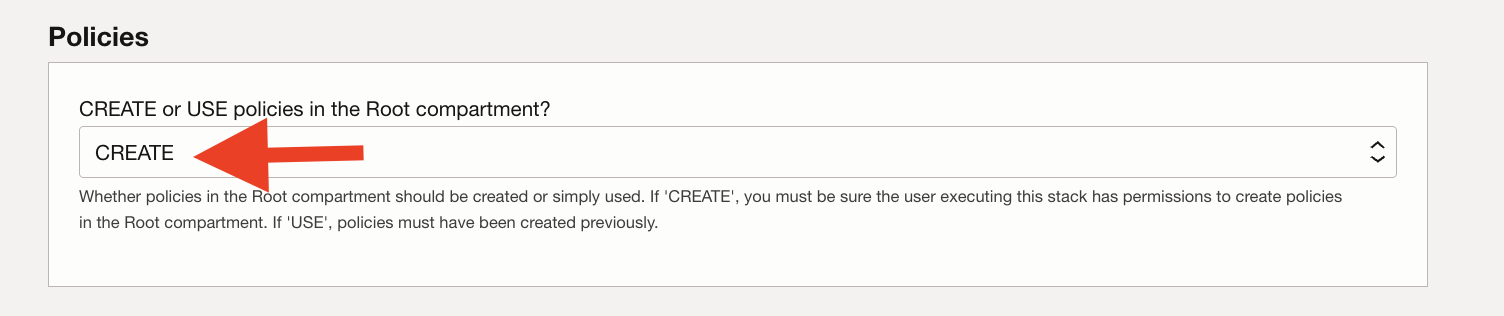 Policies
CREATE or USE policies in the Root compartment?
CREATE
Whether policies in the Root compartment should be created or simply used. If 'CREATE', you must be sure the user executing this stack has permissions to create policies
in the Root compartment. If 'USE', policies must have been created previously.